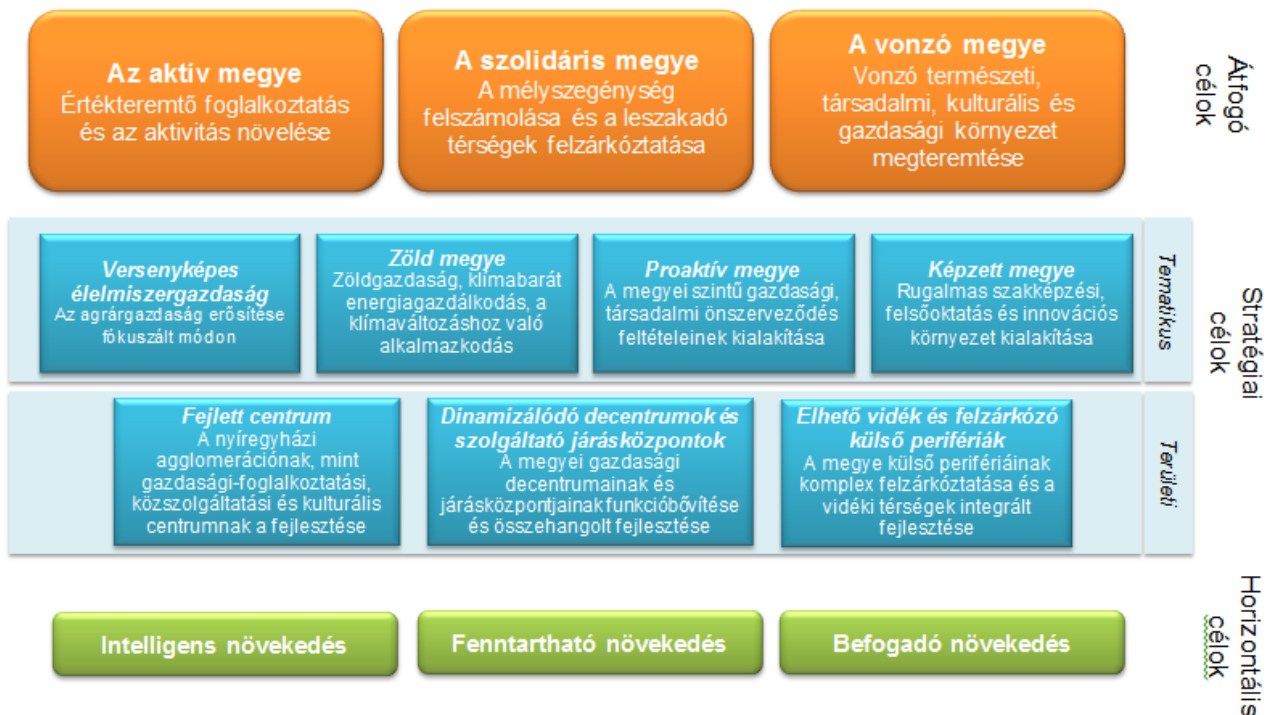 Az aktív megye
Értékteremtő foglalkoztatás
és az aktivitás növelése
A szolidáris megye
A mélyszegénység
felszámolása és a leszakadó
térségek felzárkóztatása
A vonzó megye
Vonzó természeti,
társadalmi, kulturális és
gazdasági környezet
megteremtése
Átfogó
célok
Versenyképes
élelmiszergazdaság
Az agrárgazdaság erősítése
fókuszált módon
Zöld megye
Zöldgazdaság, klímabarát
energiagazdálkodás, a
klímaváltozáshoz való
alkalmazkodás
Proaktív megye
A megyei szintű gazdasági,
társadalmi önszerveződés
feltételeinek kialakítása
Képzett megye
Rugalmas szakképzési,
felsőoktatás és innovációs
környezet kialakítása
Tematikus
Stratégiai
célok
Fejlett centrum
A nyíregyházi
agglomerációnak, mint
gazdasági-foglalkoztatási,
közszolgáltatási és kulturális
centrumnak a fejlesztése
Dinamizálódó decentrumok és
szolgáltató járásközpontok
A megyei gazdasági
decentrumainak és
járásközpontjainak funkcióbővítése
és összehangolt fejlesztése
Elhető vidék és felzárkózó
külső perifériák
A megye külső perifériáinak
komplex felzárkóztatása és a
vidéki térségek integrált
fejlesztése
Területi
Intelligens növekedés
Fenntartható növekedés
Befogadó növekedés
Horizontális
célok